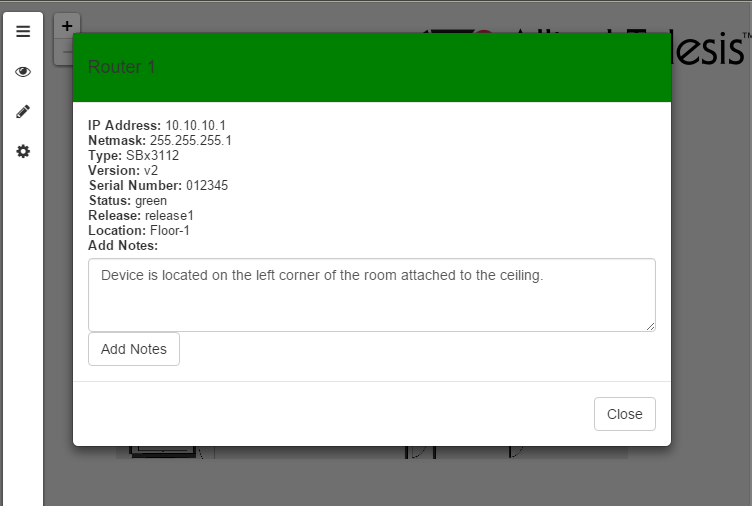 +
Router 1
IP Address: 10.10.10.1
Netmask: 255.255.255.1
Type: SBx3112
Version: v2
Serial Number: 012345
Status: green
Release: release1
Location: Floor-1
Add Notes:
Device is located on the left corner of the room attached to the ceiling.
Add Notes
Close